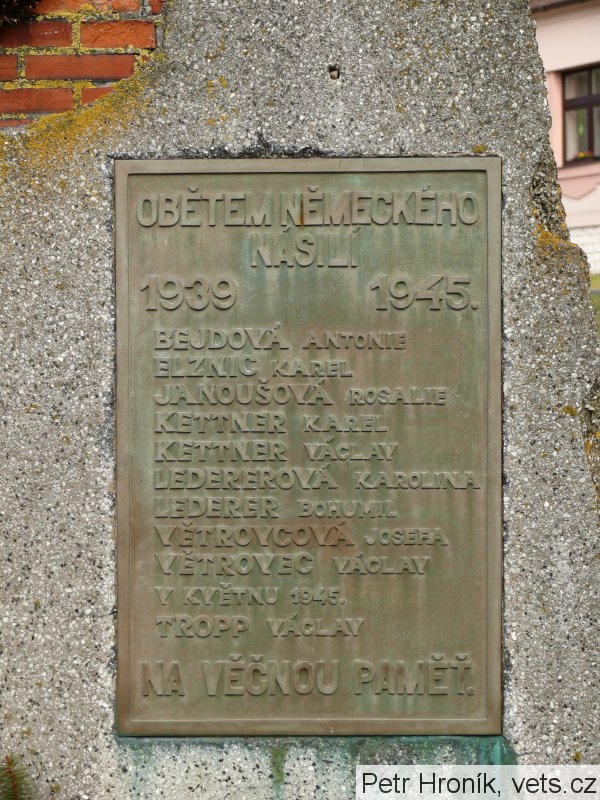 OBĚTEM NĚMECKÉHO
NÁSILÍ
1939 1945.
BEJDOVÁ ANTONIE
ELZNIC KAREL
JANOUŠOVÁ ROSALIE
KETTNER KAREL
KETTNER VÁCLAV
LEDEREROVÁ KAROLINA
LEDERER BOHUMIL
VĚTROVCOVÁ JOSEFA
VĚTROVEC VÁCLAV
V KVĚTNU 1945.
TROPP VÁCLAV
NA VĚČNOU PAMĚŤ.
Petr Hroník, vets.cz